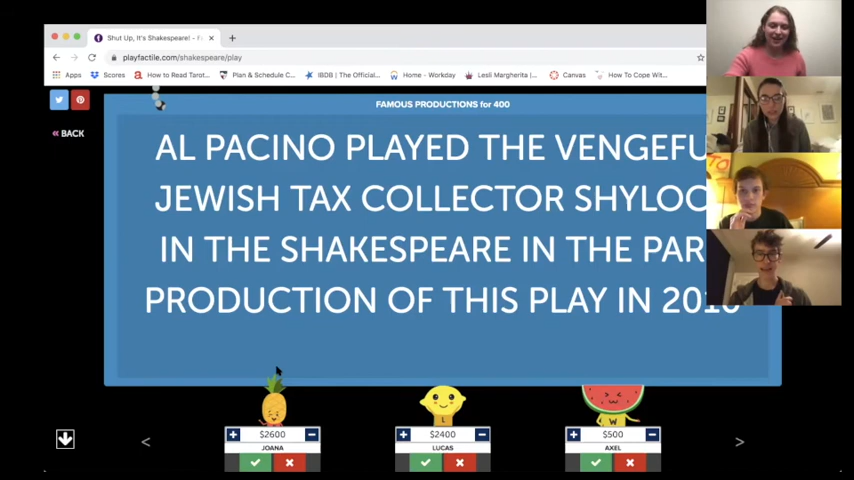 Shut Up, It's Shakespeare! - F
playfactile.com/shakespeare/play
Apps Scores How to Read Tarot... Plan & Schedule C... IBDB | The Official... Home - Workday Lesli Margherita |... Canvas How To Cope Wit...
« BACK
FAMOUS PRODUCTIONS for 400
AL PACINO PLAYED THE VENGEFU
JEWISH TAX COLLECTOR SHYLOC
IN THE SHAKESPEARE IN THE PAR
PRODUCTION OF THIS PLAY IN 2010
$2600 $2400 $500
JOANA LUCAS AXEL